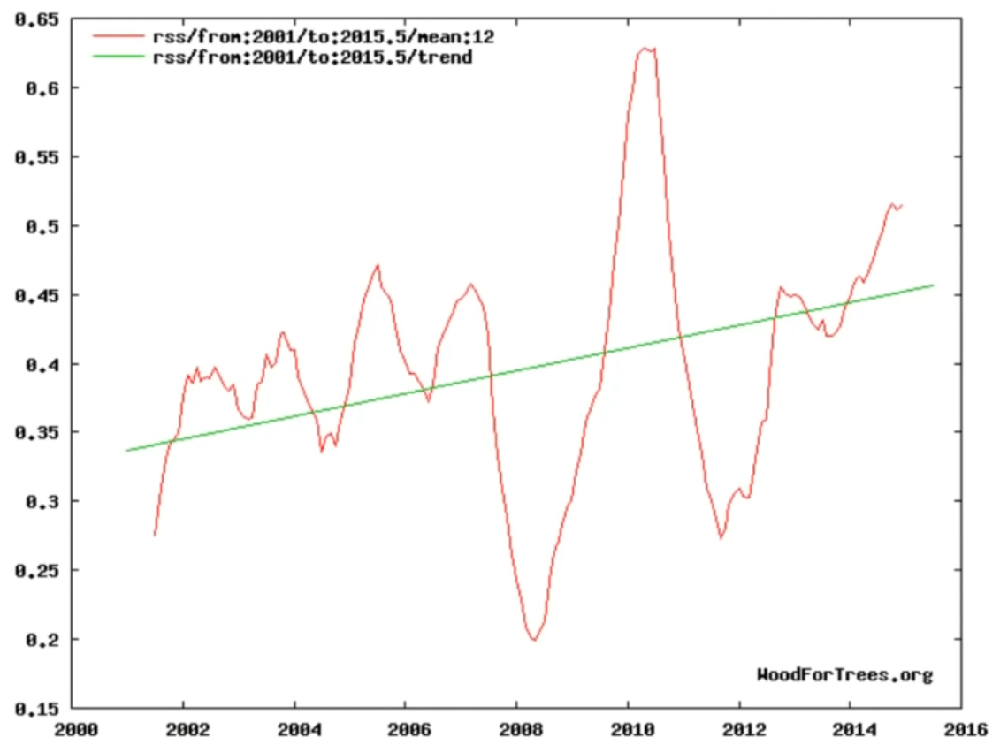 0.65
rss/from:2001/to:2015.5/mean:12
rss/from:2001/to:2015.5/trend
0.6
0.55
0.5
0.45
0.4
0.35
0.3
0.25
0.2
WoodForTrees.org
0.15
2000 2002 2004 2006 2008 2010 2012 2014 2016